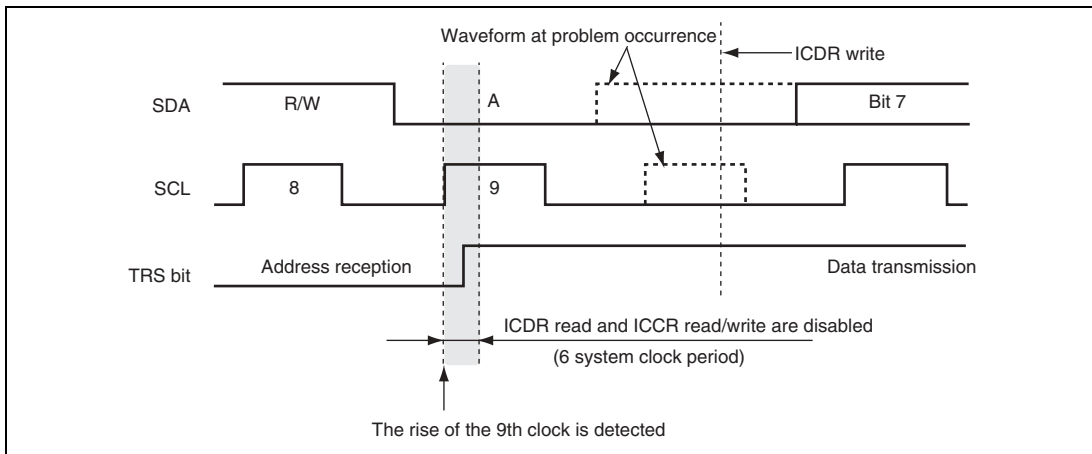 Waveform at problem occurrence
ICDR write
SDA
R/W
A
Bit 7
SCL
8
9
TRS bit
Address reception
Data transmission
ICDR read and ICCR read/write are disabled
(6 system clock period)
The rise of the 9th clock is detected